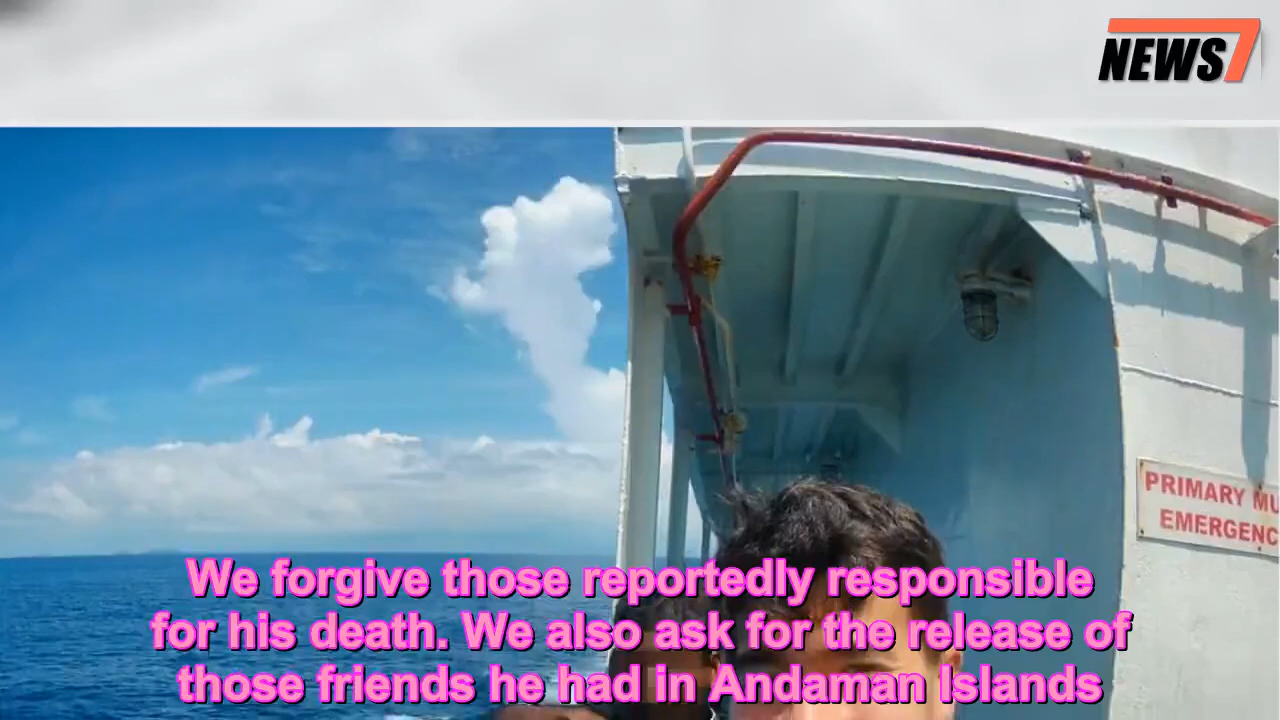 NEWS7
PRIMARY MU
EMERGENC
We forgive those reportedly responsible
for his death. We also ask for the release of
those friends he had in Andaman Islands